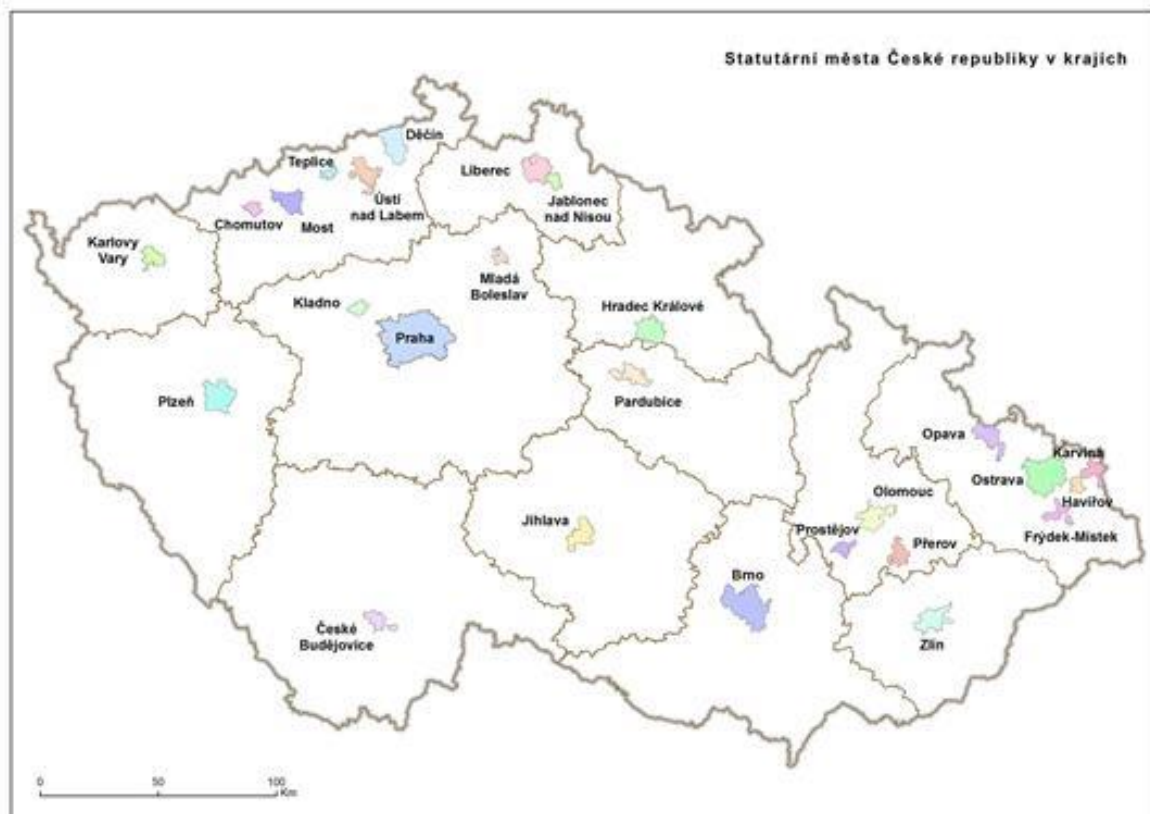 Statutární města České republiky v krajích
Děčín
Teplice
Liberec
Ústí
nad Labem
Jablonec
nad Nisou
Chomutov
Most
Karlovy
Vary
Mladá
Boleslav
Kladno
Hradec Králové
Praha
Plzeň
Pardubice
Opava
Karviná
Ostrava
Olomouc
Havířov
Jihlava
Prostějov
Přerov
Frýdek-Místek
Brno
České
Budějovice
Zlín
0 50 100
Km